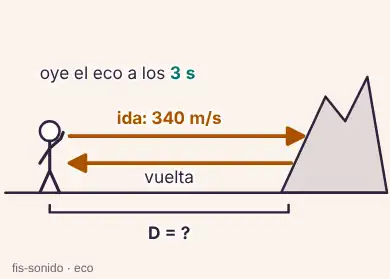 oye el eco a los 3 s
ida: 340 m/s
vuelta
D = ?
fis-sonido · eco